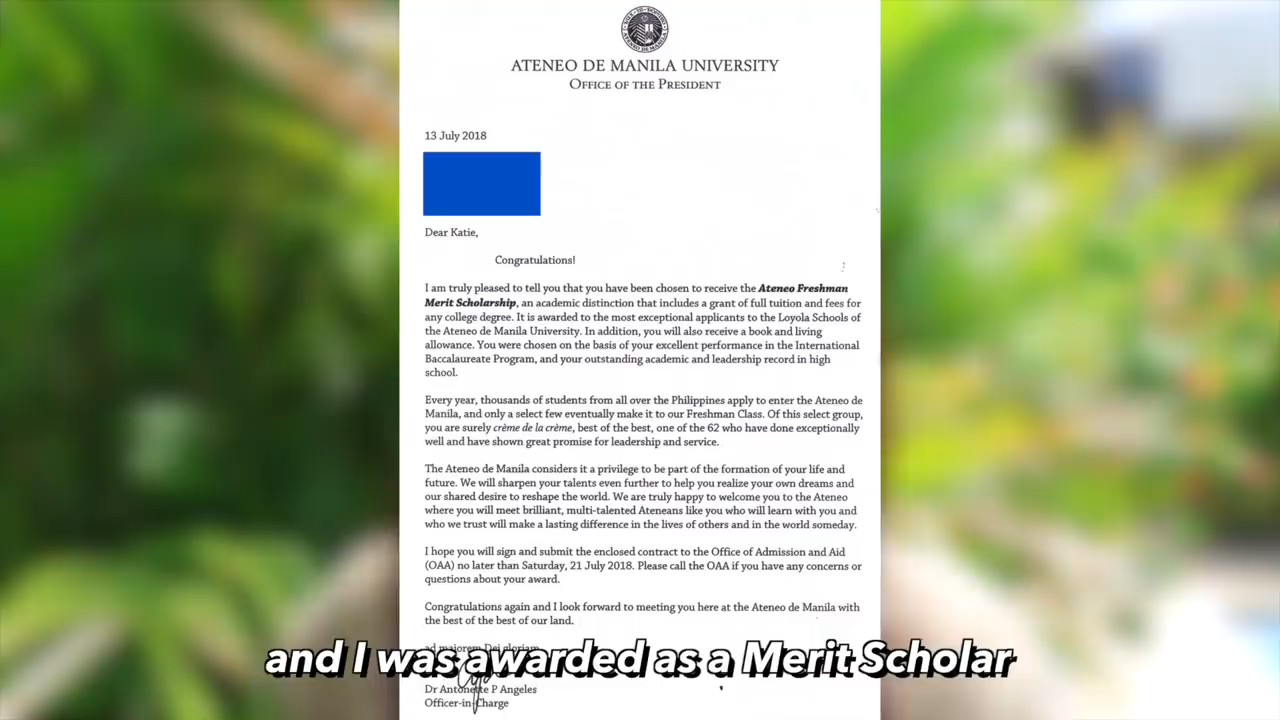 ATENEO DE MANILA UNIVERSITY
OFFICE OF THE PRESIDENT
13 July 2018
Dear Katie,
Congratulations!
I am truly pleased to tell you that you have been chosen to receive the Ateneo Freshman
Merit Scholarship, an academic distinction that includes a grant of full tuition and fees for
any college degree. It is awarded to the most exceptional applicants to the Loyola Schools of
the Ateneo de Manila University. In addition, you will also receive a book and living
allowance. You were chosen on the basis of your excellent performance in the International
Baccalaureate Program, and your outstanding academic and leadership record in high
school.
Every year, thousands of students from all over the Philippines apply to enter the Ateneo de
Manila, and only a select few eventually make it to our Freshman Class. Of this select group,
you are surely crème de la crème, best of the best, one of the 62 who have done exceptionally
well and have shown great promise for leadership and service.
The Ateneo de Manila considers it a privilege to be part of the formation of your life and
future. We will sharpen your talents even further to help you realize your own dreams and
our shared desire to reshape the world. We are truly happy to welcome you to the Ateneo
where you will meet brilliant, multi-talented Ateneans like you who will learn with you and
who we trust will make a lasting difference in the lives of others and in the world someday.
I hope you will sign and submit the enclosed contract to the Office of Admission and Aid
(OAA) no later than Saturday, 21 July 2018. Please call the OAA if you have any concerns or
questions about your award.
Congratulations again and I look forward to meeting you here at the Ateneo de Manila with
the best of the best of our land.
ad majorem Dei gloriam
and I was awarded as a Merit Scholar
Dr Antonette P Angeles
Officer-in-Charge